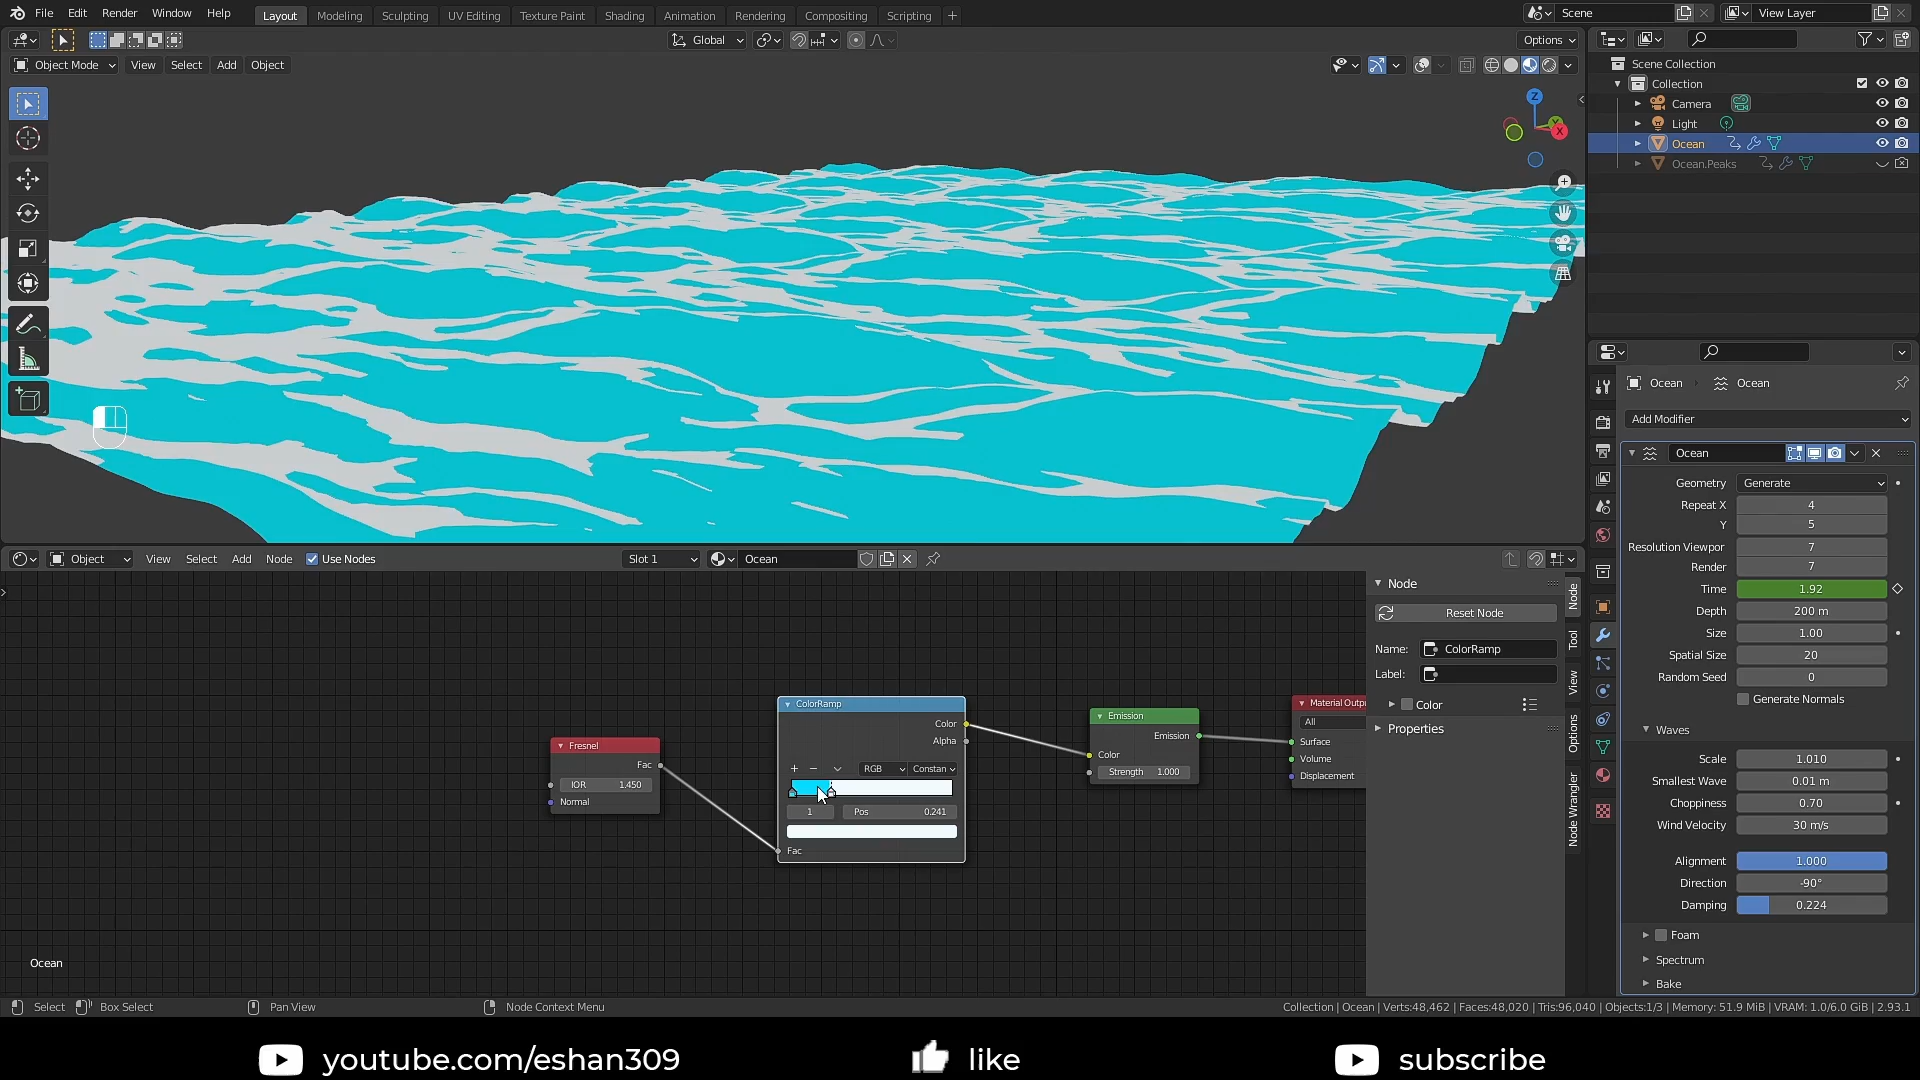 File Edit Render Window Help Layout Modeling Sculpting UV Editing Texture Paint Shading Animation Rendering Compositing Scripting + Scene View Layer
Global Options
Object Mode View Select Add Object
Z
X
Scene Collection
Collection
Camera
Light
Ocean
Ocean.Peaks
Ocean Ocean
Add Modifier
Ocean
Geometry Generate
Repeat X 4
Y 5
Resolution Viewpor 7
Render 7
Time 1.92
Depth 200 m
Size 1.00
Spatial Size 20
Random Seed 0
Generate Normals
Waves
Scale 1.010
Smallest Wave 0.01 m
Choppiness 0.70
Wind Velocity 30 m/s
Alignment 1.000
Direction -90°
Damping 0.224
Foam
Spectrum
Bake
Object View Select Add Node Use Nodes Slot 1 Ocean
Fresnel
Fac
IOR 1.450
Normal
ColorRamp
Color
Alpha
+ − RGB Constan
1 Pos 0.241
Fac
Emission
Emission
Color
Strength 1.000
Material Outpu
All
Surface
Volume
Displacement
Node
Reset Node
Name: ColorRamp
Label:
Color
Properties
Node
Tool
View
Options
Node Wrangler
Ocean
Select Box Select Pan View Node Context Menu Collection | Ocean | Verts:48,462 | Faces:48,020 | Tris:96,040 | Objects:1/3 | Memory: 51.9 MiB | VRAM: 1.0/6.0 GiB | 2.93.1
youtube.com/eshan309 like subscribe